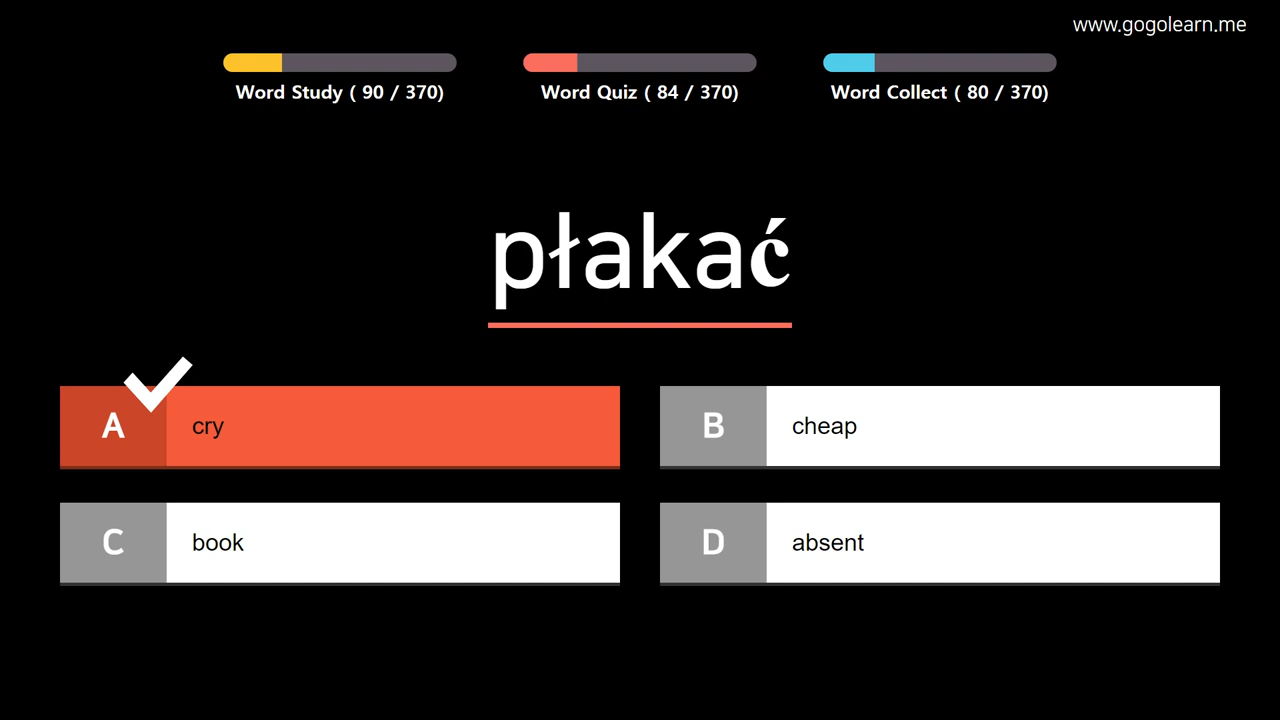 www.gogolearn.me
Word Study ( 90 / 370)
Word Quiz ( 84 / 370)
Word Collect ( 80 / 370)
płakać
A cry
B cheap
C book
D absent